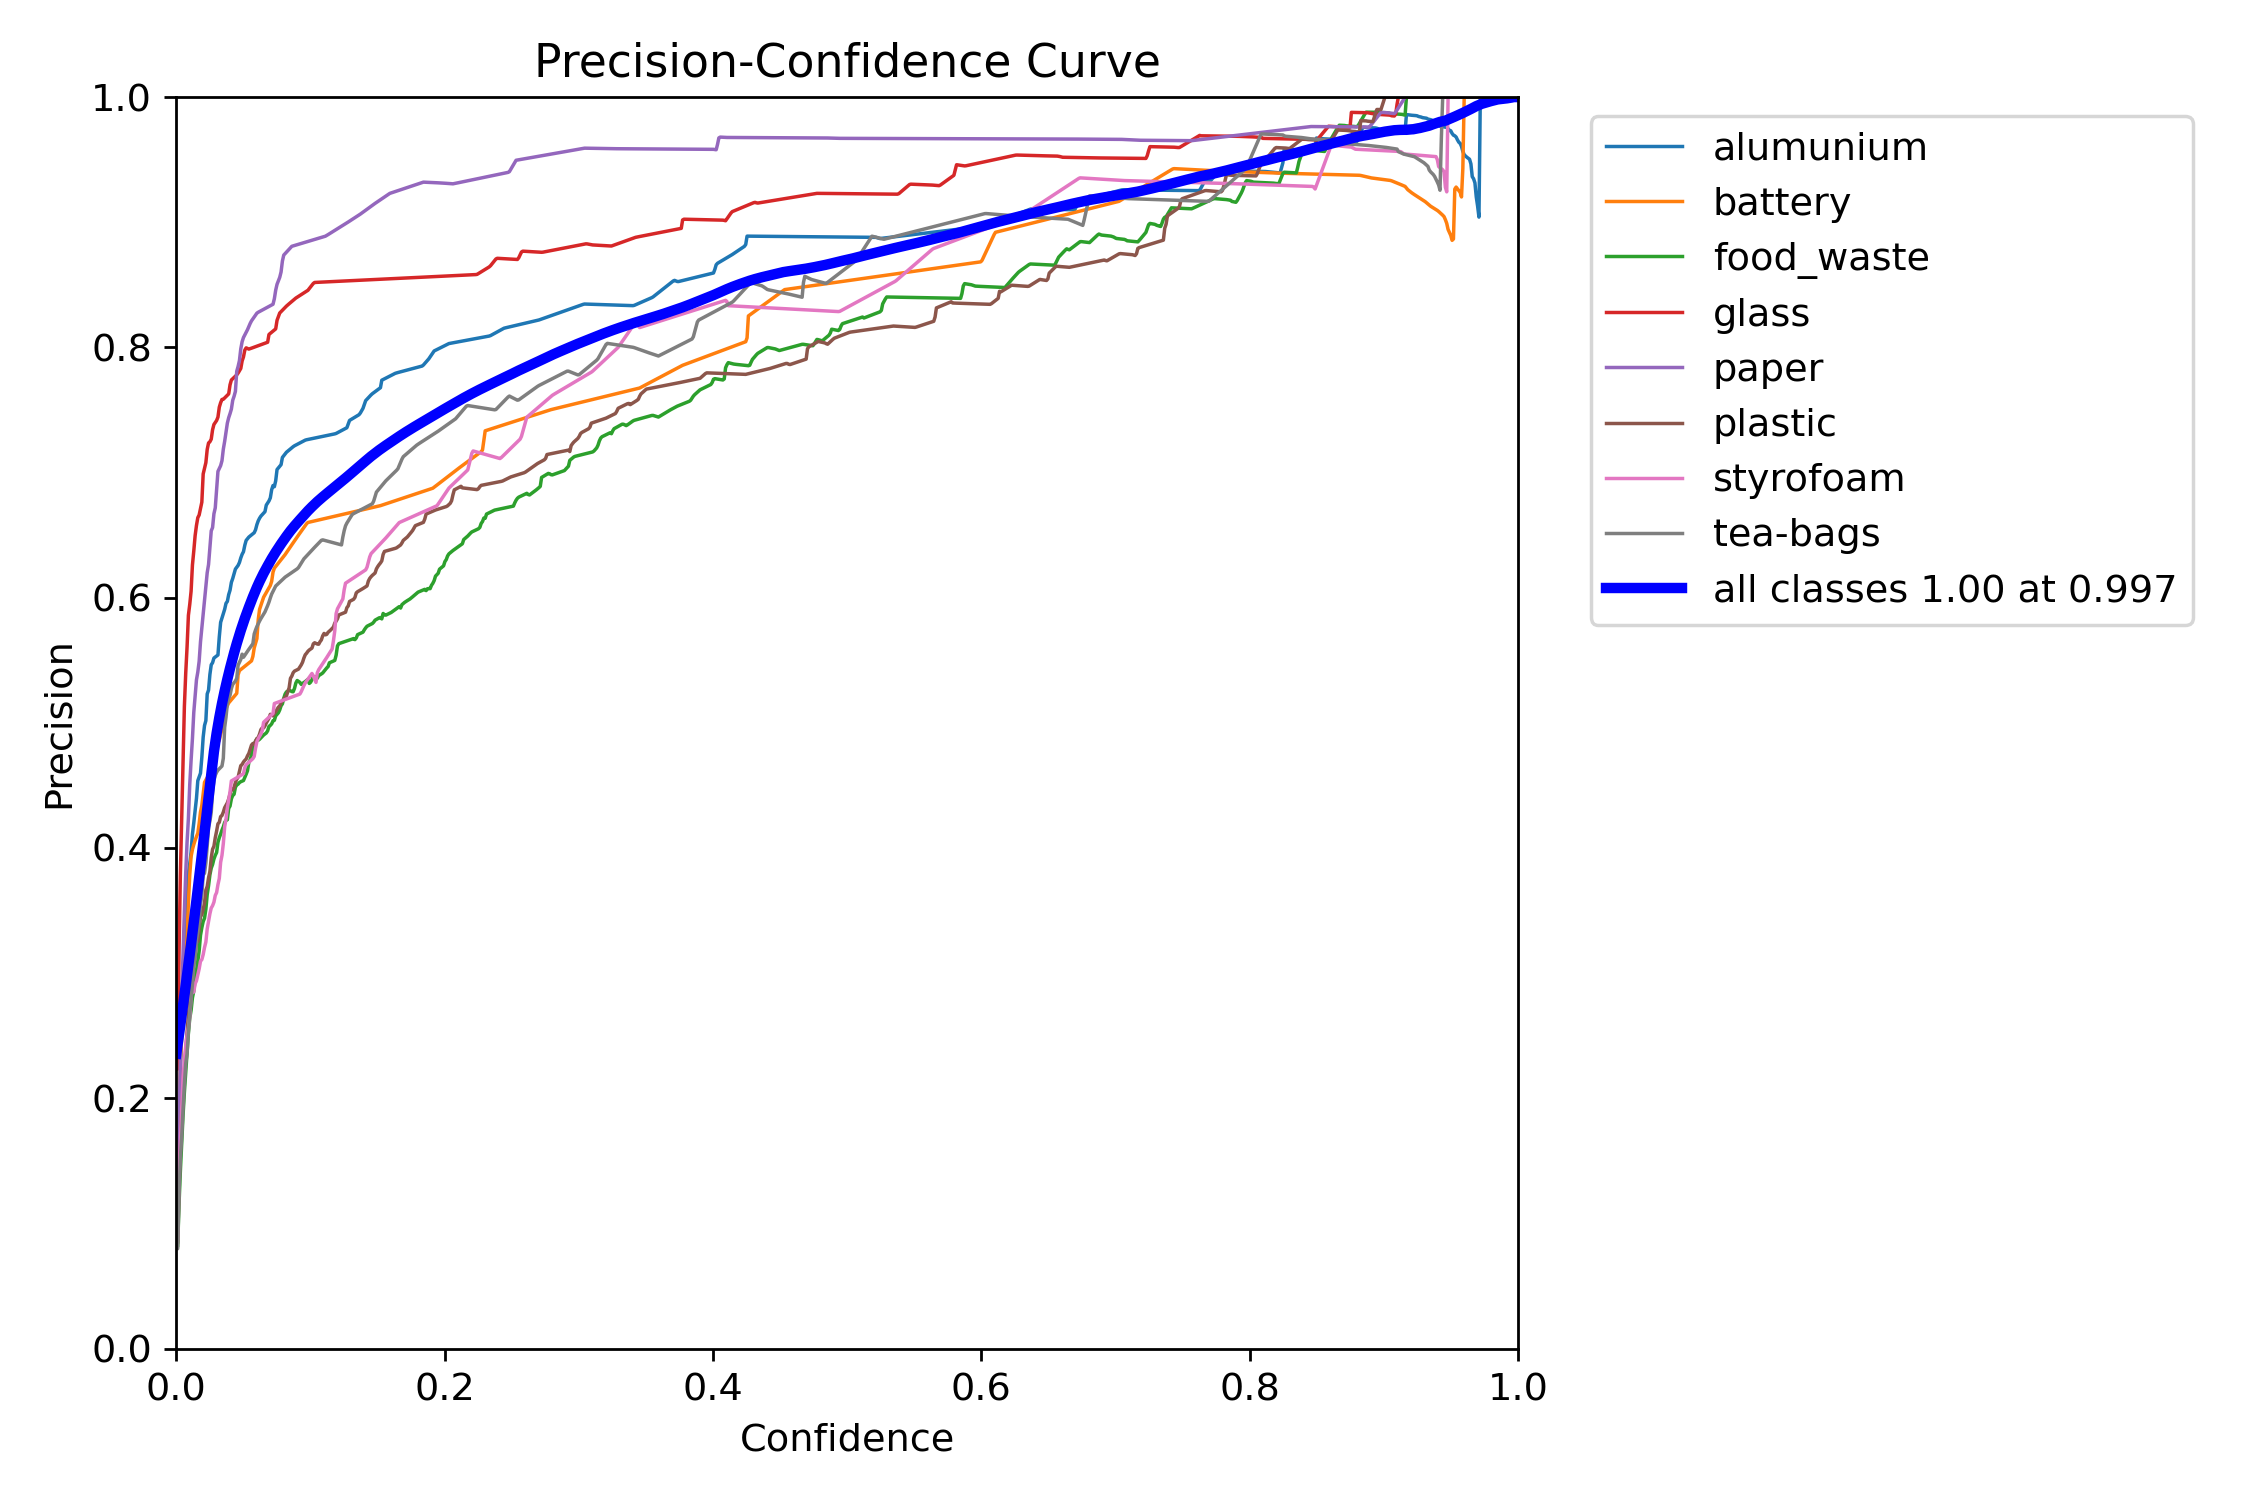 Precision-Confidence Curve
1.0
0.8
0.6
0.4
0.2
0.0
Precision
0.0 0.2 0.4 0.6 0.8 1.0
Confidence
alumunium
battery
food_waste
glass
paper
plastic
styrofoam
tea-bags
all classes 1.00 at 0.997